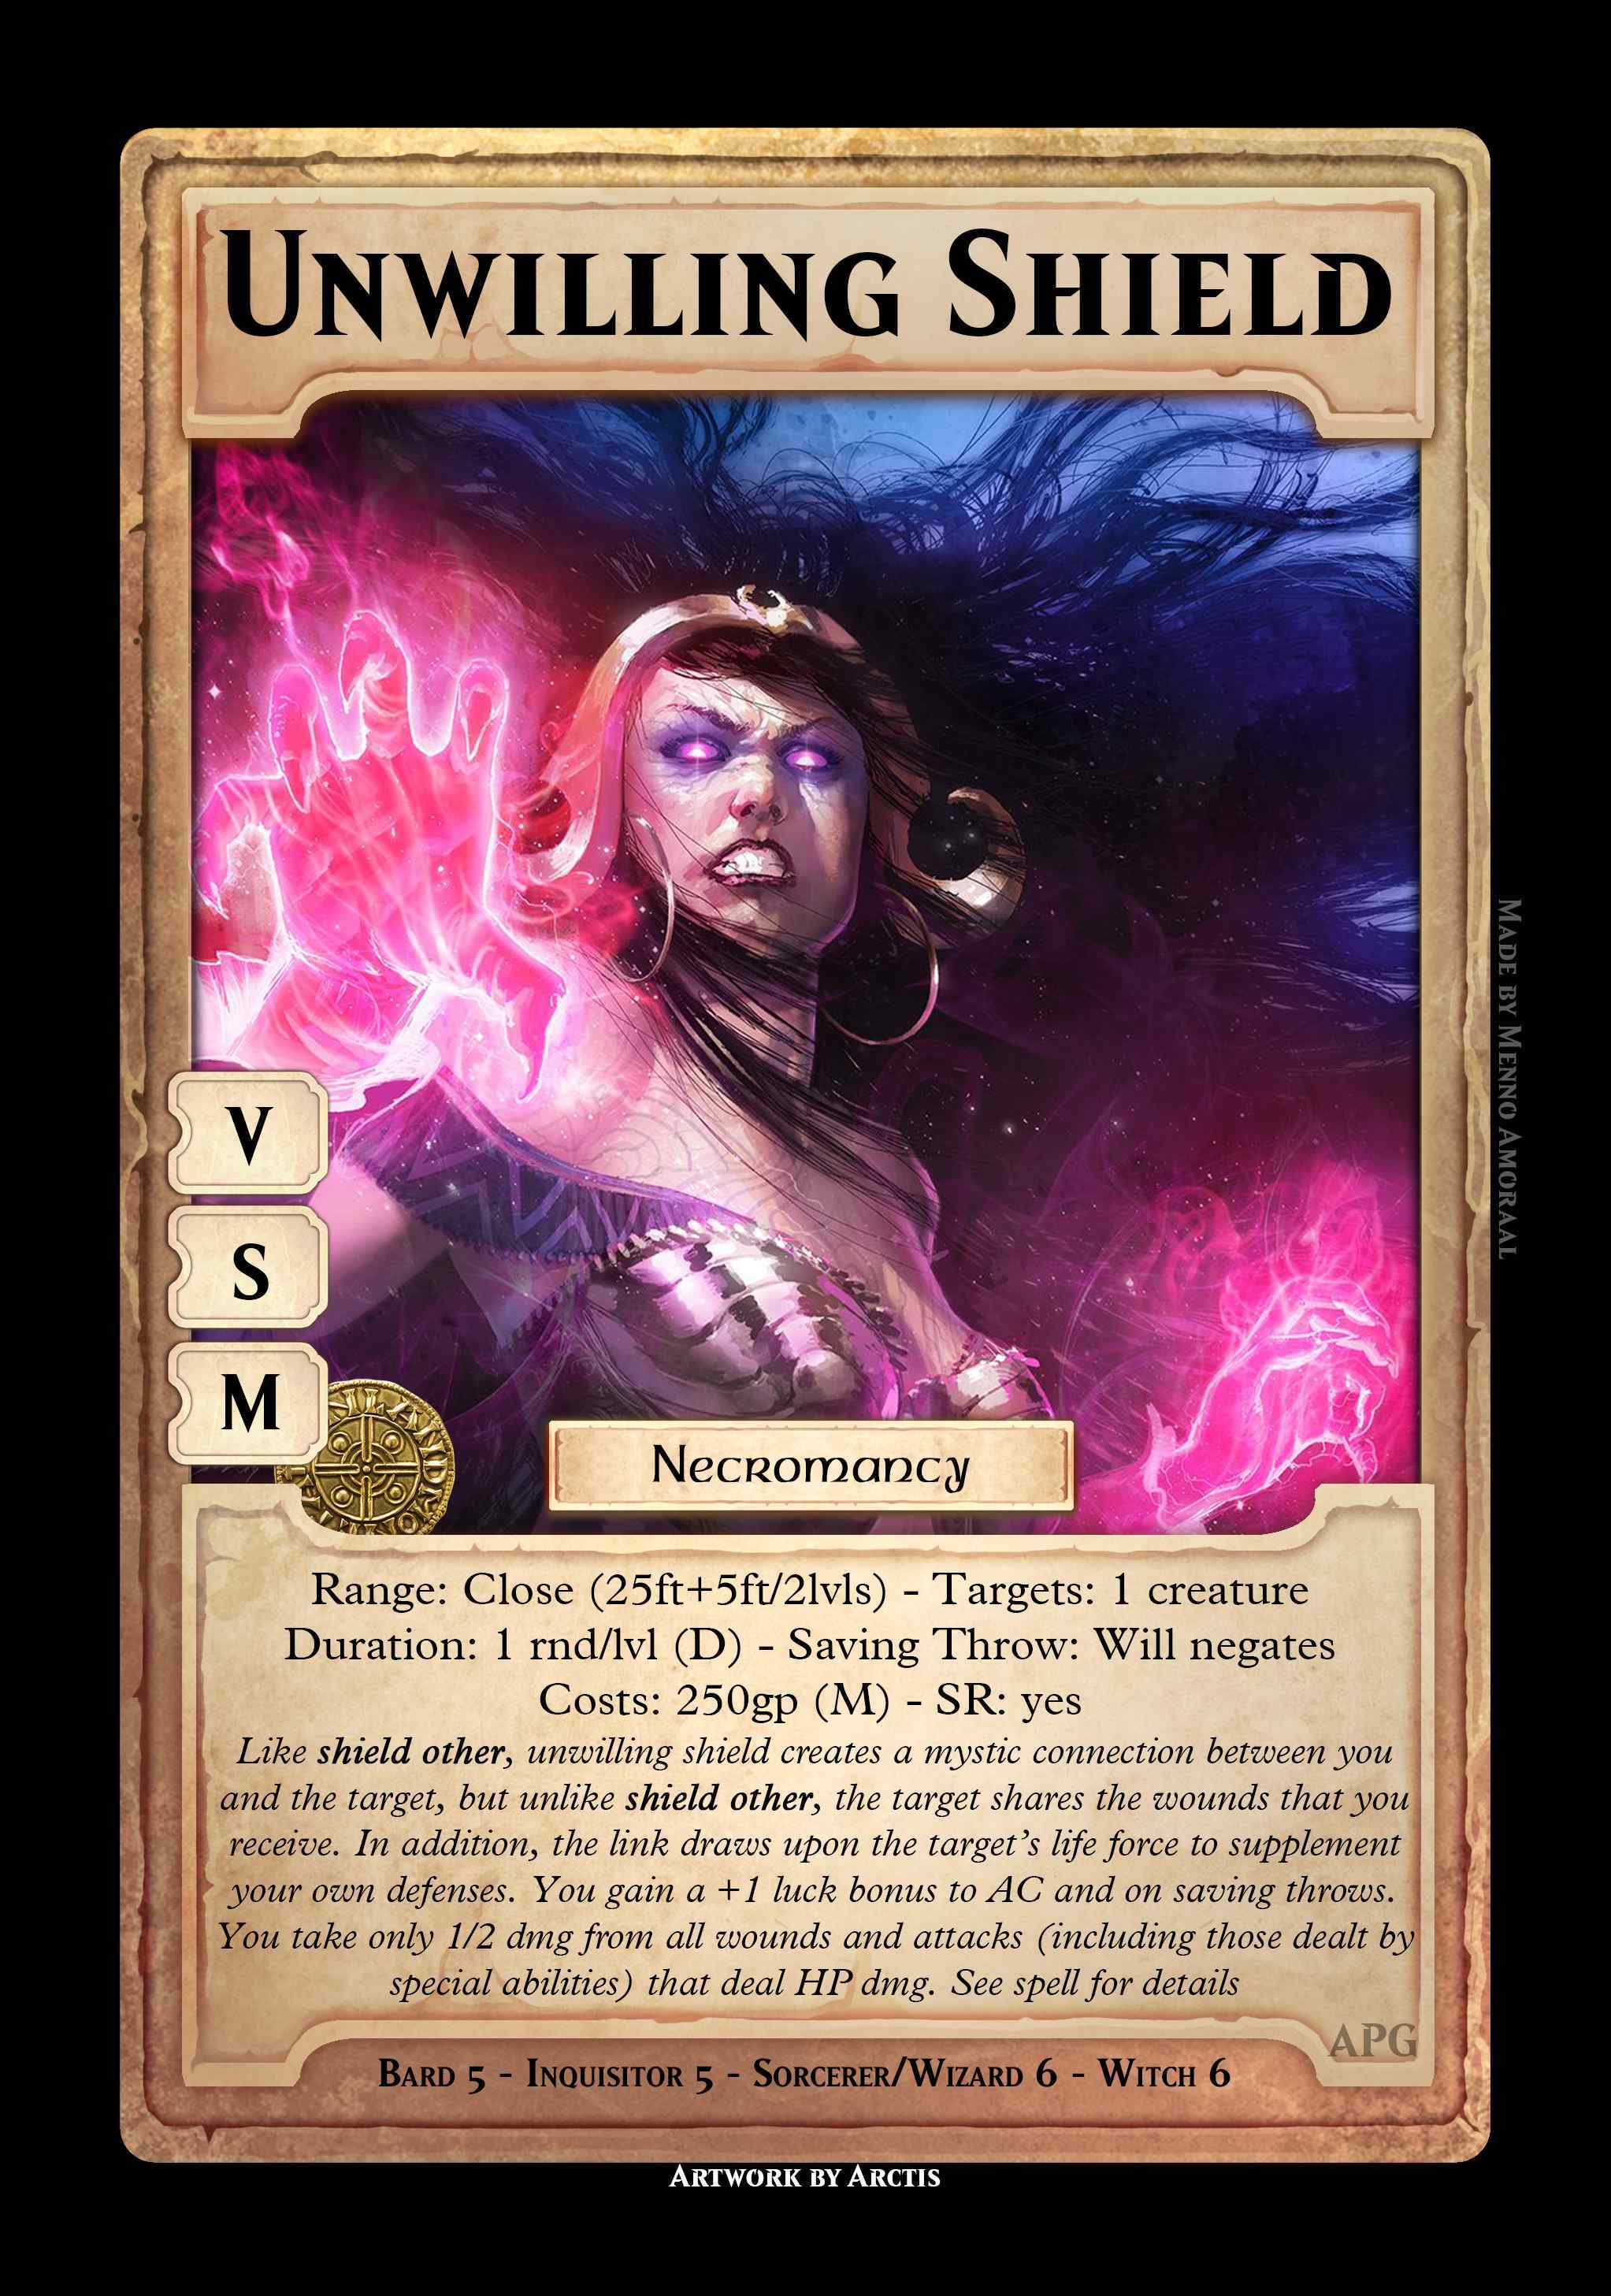 Unwilling Shield
V
S
M
Necromancy
Range: Close (25ft+5ft/2lvls) - Targets: 1 creature
Duration: 1 rnd/lvl (D) - Saving Throw: Will negates
Costs: 250gp (M) - SR: yes
Like shield other, unwilling shield creates a mystic connection between you
and the target, but unlike shield other, the target shares the wounds that you
receive. In addition, the link draws upon the target's life force to supplement
your own defenses. You gain a +1 luck bonus to AC and on saving throws.
You take only 1/2 dmg from all wounds and attacks (including those dealt by
special abilities) that deal HP dmg. See spell for details
APG
Bard 5 - Inquisitor 5 - Sorcerer/Wizard 6 - Witch 6
Artwork by Arctis
Made by Menno Amoraal